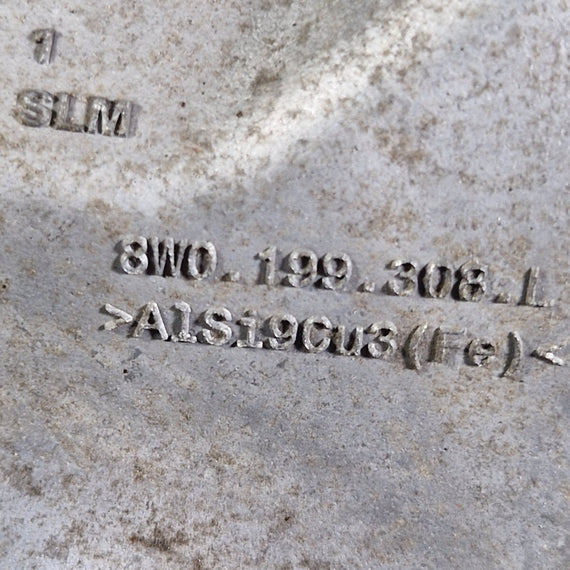 1
SLM
8W0.199.308.L
>AlSi9Cu3(Fe)<